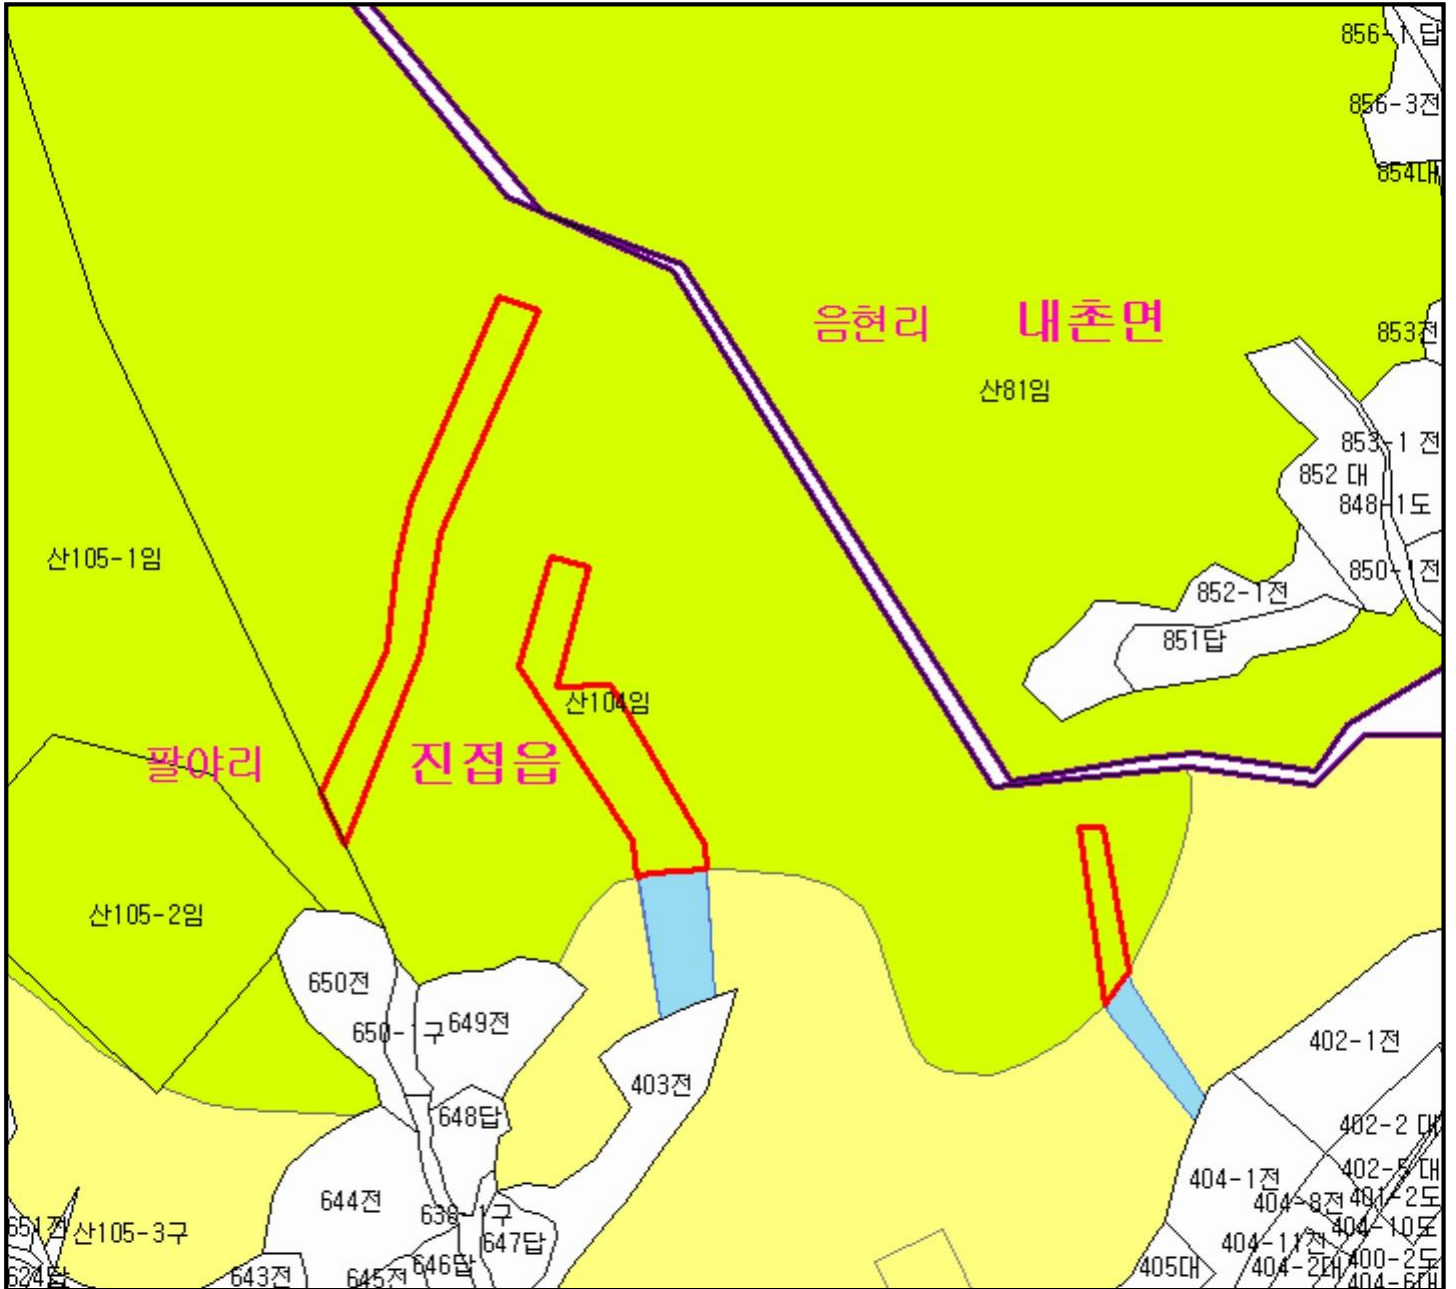 856-1 답
856-3전
854대
음현리 내촌면
853전
산81임
853-1 전
852 대
848-1도
산105-1임
850-1전
852-1전
851답
산104임
팔야리 진접읍
산105-2임
650전
650- 구
649전
402-1전
403전
648답
402-2 대
402-5 대
404-1전
644전
404-8전
401-2도
638- 구
651전
산105-3구
404-10도
647답
404-11전
400-2도
646답
405대
404-2대
624답
643전
645전
404-6대